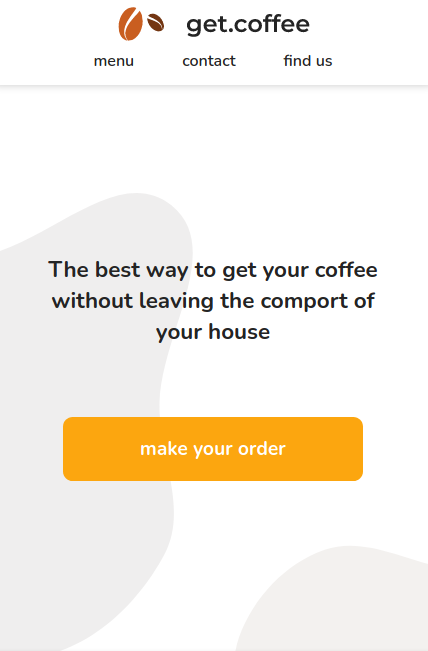 get.coffee
menu contact find us
The best way to get your coffee
without leaving the comport of
your house
make your order